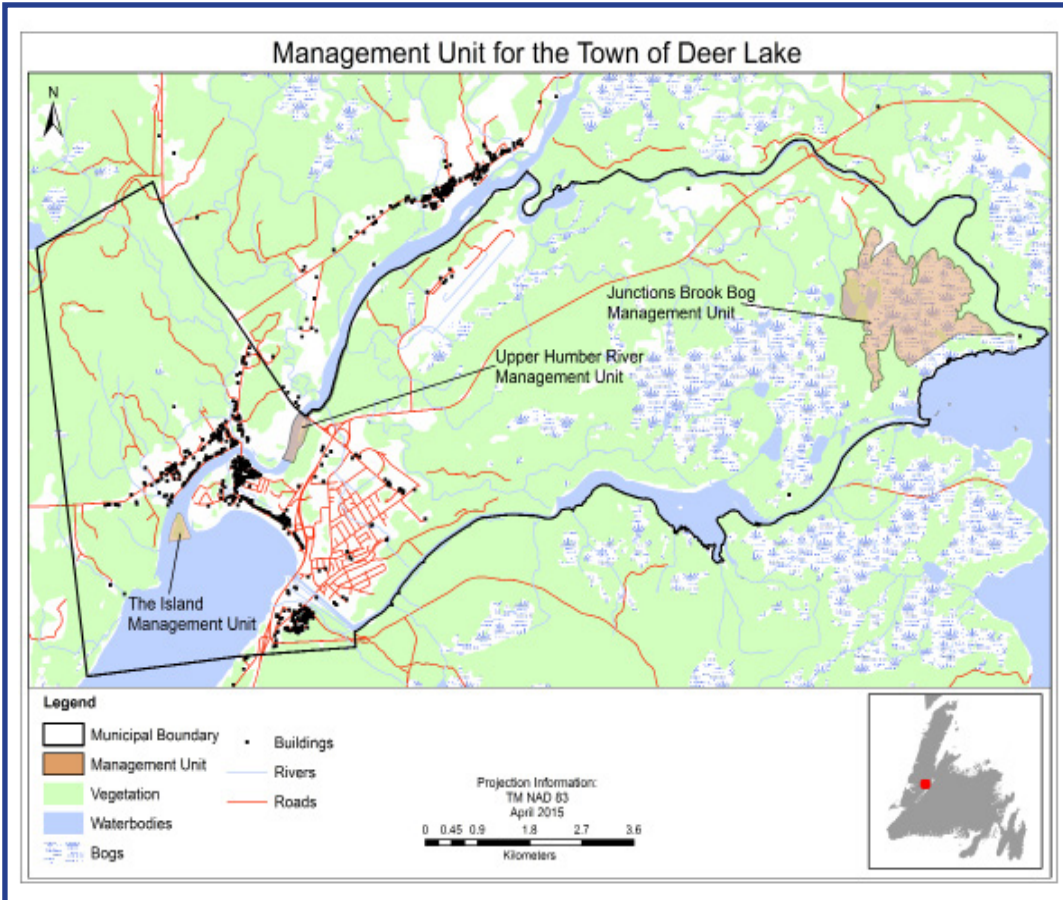 Management Unit for the Town of Deer Lake
N
Junctions Brook Bog
Management Unit
Upper Humber River
Management Unit
The Island
Management Unit
Legend
Municipal Boundary
Management Unit
Vegetation
Waterbodies
Bogs
Buildings
Rivers
Roads
Projection Information:
TM NAD 83
April 2015
0 0.45 0.9 1.8 2.7 3.6
Kilometers